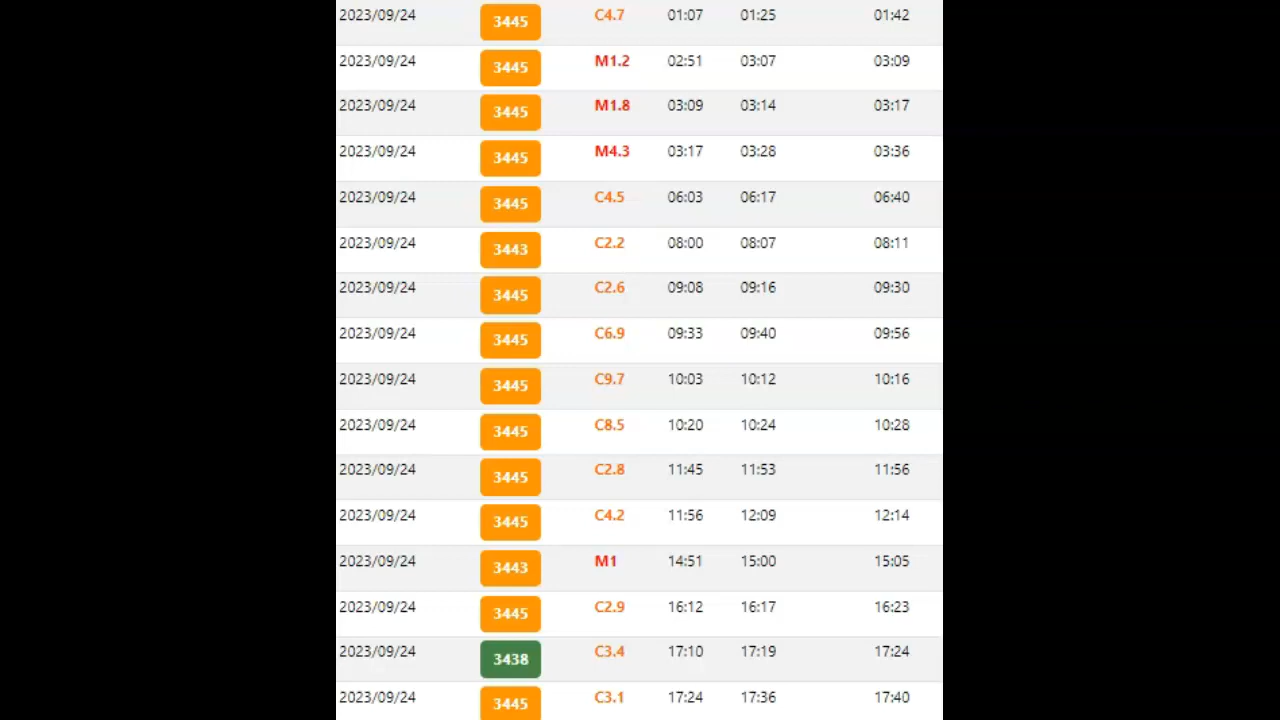 2023/09/24 3445 C4.7 01:07 01:25 01:42
2023/09/24 3445 M1.2 02:51 03:07 03:09
2023/09/24 3445 M1.8 03:09 03:14 03:17
2023/09/24 3445 M4.3 03:17 03:28 03:36
2023/09/24 3445 C4.5 06:03 06:17 06:40
2023/09/24 3443 C2.2 08:00 08:07 08:11
2023/09/24 3445 C2.6 09:08 09:16 09:30
2023/09/24 3445 C6.9 09:33 09:40 09:56
2023/09/24 3445 C9.7 10:03 10:12 10:16
2023/09/24 3445 C8.5 10:20 10:24 10:28
2023/09/24 3445 C2.8 11:45 11:53 11:56
2023/09/24 3445 C4.2 11:56 12:09 12:14
2023/09/24 3443 M1 14:51 15:00 15:05
2023/09/24 3445 C2.9 16:12 16:17 16:23
2023/09/24 3438 C3.4 17:10 17:19 17:24
2023/09/24 3445 C3.1 17:24 17:36 17:40